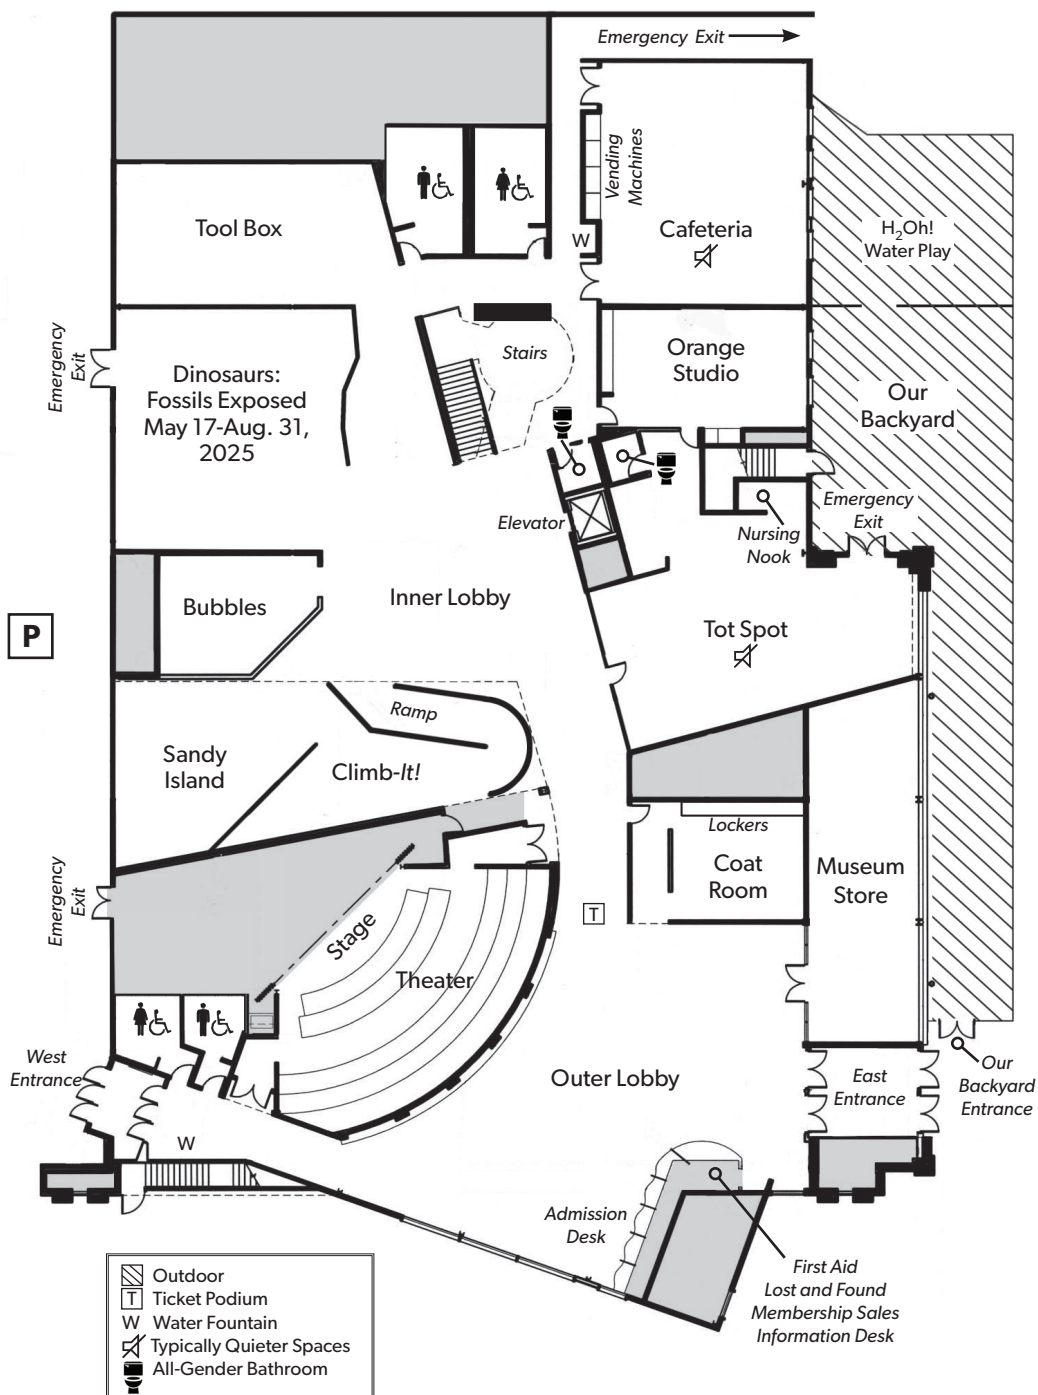 Emergency Exit
Vending
Machines
Tool Box
W
Cafeteria
H2Oh!
Water Play
Emergency
Exit
Dinosaurs:
Fossils Exposed
May 17-Aug. 31,
2025
Stairs
Orange
Studio
Our
Backyard
Elevator
Nursing
Nook
Emergency
Exit
P
Bubbles
Inner Lobby
Tot Spot
Ramp
Sandy
Island
Climb-It!
Lockers
Coat
Room
Museum
Store
Emergency
Exit
T
Stage
Theater
West
Entrance
Outer Lobby
East
Entrance
Our
Backyard
Entrance
W
Admission
Desk
First Aid
Lost and Found
Membership Sales
Information Desk
Outdoor
T Ticket Podium
W Water Fountain
Typically Quieter Spaces
All-Gender Bathroom